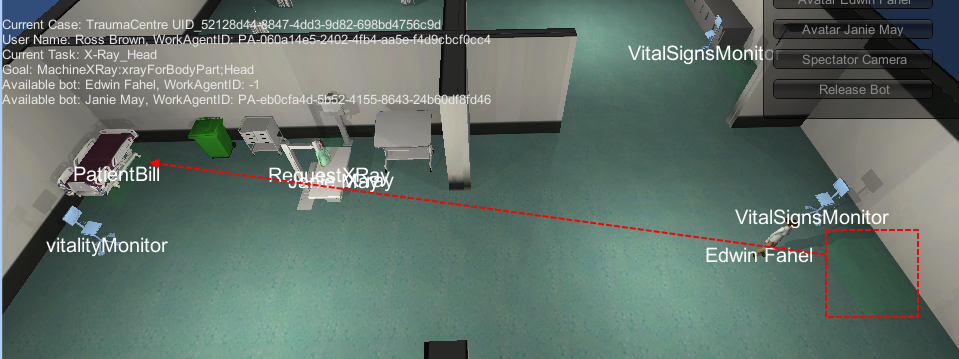 Avatar Edwin Fahel
Current Case: TraumaCentre UID_52128d44-8847-4dd3-9d82-698bd4756c9d
User Name: Ross Brown, WorkAgentID: PA-060a14e5-2402-4fb4-aa5e-f4d9cbcf0cc4
Current Task: X-Ray_Head
Goal: MachineXRay:xrayForBodyPart;Head
Available bot: Edwin Fahel, WorkAgentID: -1
Available bot: Janie May, WorkAgentID: PA-eb0cfa4d-5b52-4155-8643-24b60df8fd46
Avatar Janie May
VitalSignsMonitor
Spectator Camera
Release Bot
PatientBill
RequestXRay
Janie May
VitalSignsMonitor
vitalityMonitor
Edwin Fahel